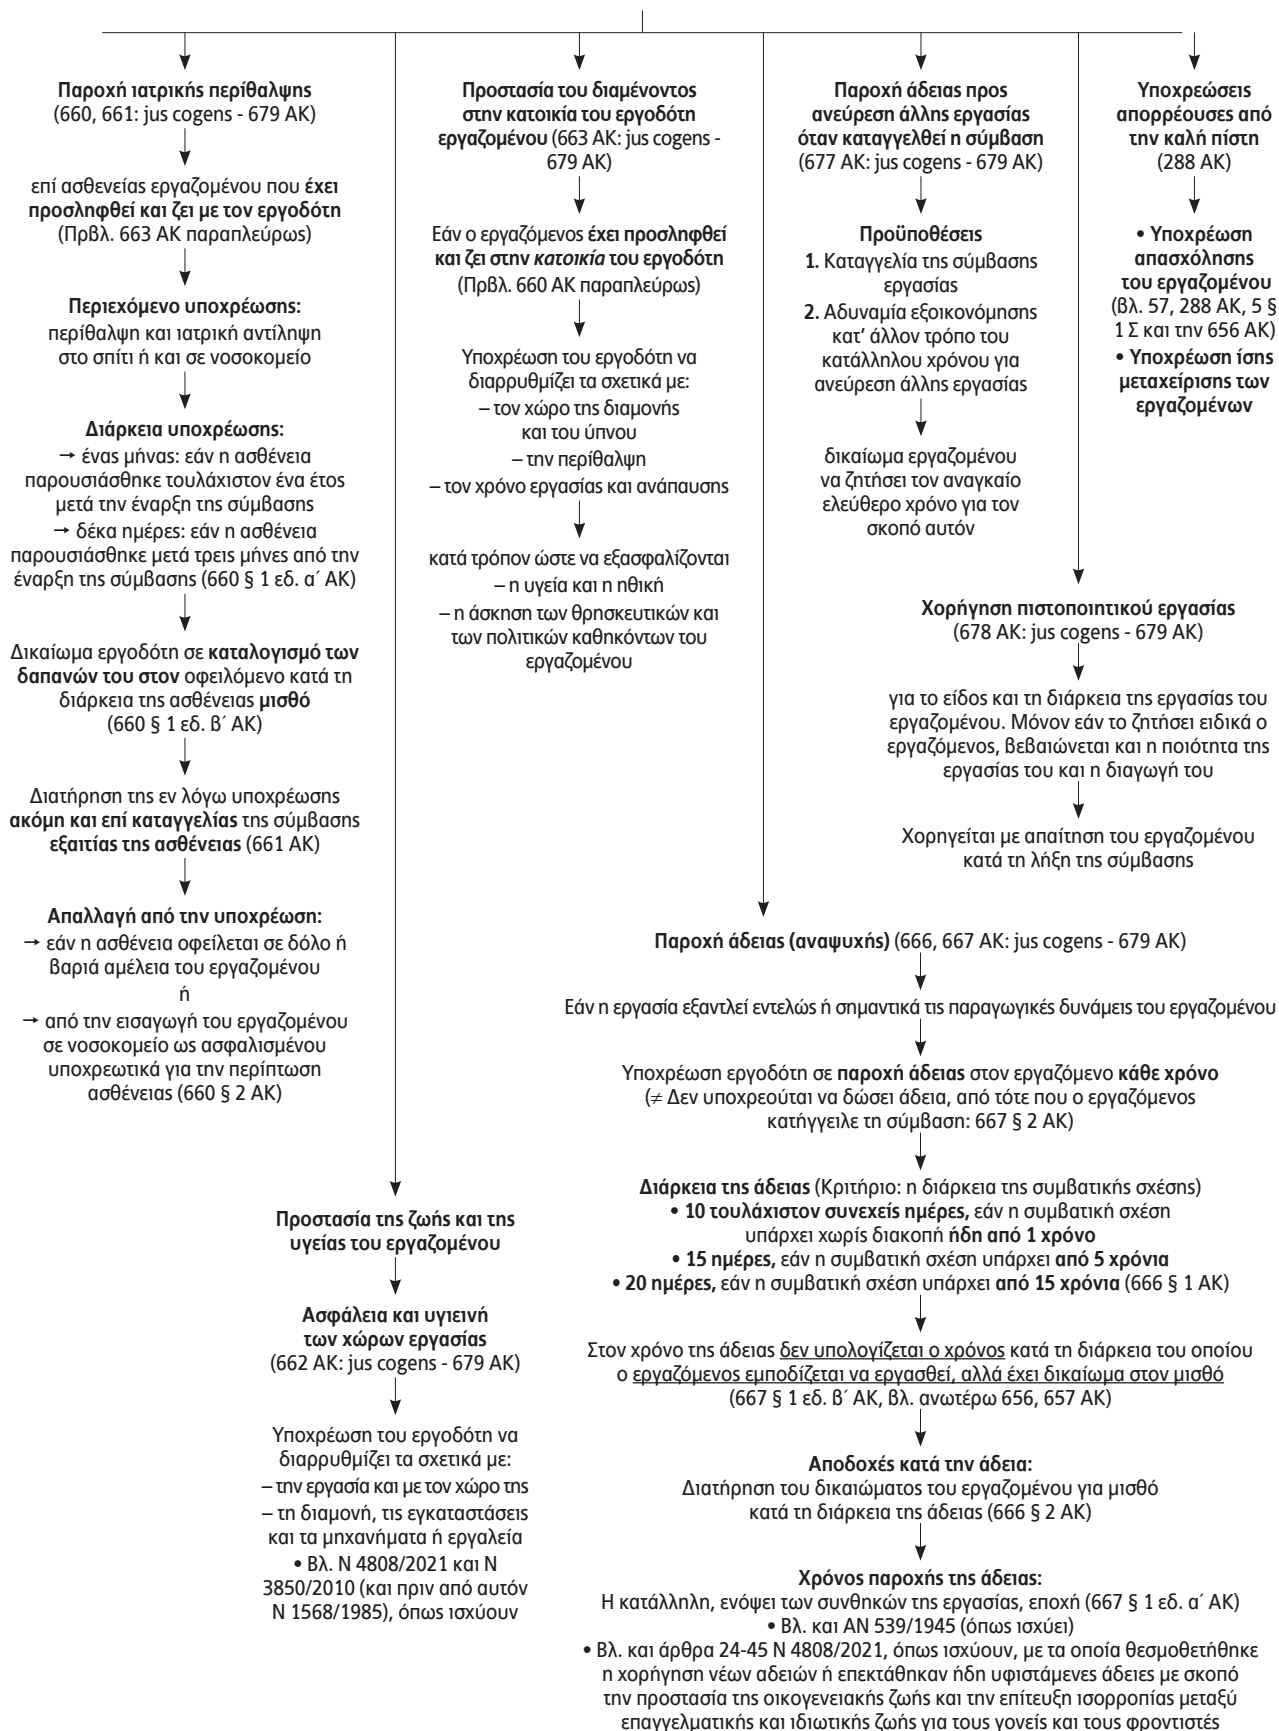 Παροχή ιατρικής περίθαλψης
(660, 661: jus cogens - 679 ΑΚ)
επί ασθενείας εργαζομένου που έχει
προσληφθεί και ζει με τον εργοδότη
(Πρβλ. 663 ΑΚ παραπλεύρως)
Περιεχόμενο υποχρέωσης:
περίθαλψη και ιατρική αντίληψη
στο σπίτι ή και σε νοσοκομείο
Διάρκεια υποχρέωσης:
→ ένας μήνας: εάν η ασθένεια
παρουσιάσθηκε τουλάχιστον ένα έτος
μετά την έναρξη της σύμβασης
→ δέκα ημέρες: εάν η ασθένεια
παρουσιάσθηκε μετά τρεις μήνες από την
έναρξη της σύμβασης (660 § 1 εδ. α´ ΑΚ)
Δικαίωμα εργοδότη σε καταλογισμό των
δαπανών του στον οφειλόμενο κατά τη
διάρκεια της ασθένειας μισθό
(660 § 1 εδ. β´ ΑΚ)
Διατήρηση της εν λόγω υποχρέωσης
ακόμη και επί καταγγελίας της σύμβασης
εξαιτίας της ασθένειας (661 ΑΚ)
Απαλλαγή από την υποχρέωση:
→ εάν η ασθένεια οφείλεται σε δόλο ή
βαριά αμέλεια του εργαζομένου
ή
→ από την εισαγωγή του εργαζομένου
σε νοσοκομείο ως ασφαλισμένου
υποχρεωτικά για την περίπτωση
ασθένειας (660 § 2 ΑΚ)
Προστασία της ζωής και της
υγείας του εργαζομένου
Ασφάλεια και υγιεινή
των χώρων εργασίας
(662 ΑΚ: jus cogens - 679 ΑΚ)
Υποχρέωση του εργοδότη να
διαρρυθμίζει τα σχετικά με:
– την εργασία και με τον χώρο της
– τη διαμονή, τις εγκαταστάσεις
και τα μηχανήματα ή εργαλεία
• Βλ. Ν 4808/2021 και Ν
3850/2010 (και πριν από αυτόν
Ν 1568/1985), όπως ισχύουν
Προστασία του διαμένοντος
στην κατοικία του εργοδότη
εργαζομένου (663 ΑΚ: jus cogens -
679 ΑΚ)
Εάν ο εργαζόμενος έχει προσληφθεί
και ζει στην κατοικία του εργοδότη
(Πρβλ. 660 ΑΚ παραπλεύρως)
Υποχρέωση του εργοδότη να
διαρρυθμίζει τα σχετικά με:
– τον χώρο της διαμονής
και του ύπνου
– την περίθαλψη
– τον χρόνο εργασίας και ανάπαυσης
κατά τρόπον ώστε να εξασφαλίζονται
– η υγεία και η ηθική
– η άσκηση των θρησκευτικών και
των πολιτικών καθηκόντων του
εργαζομένου
Παροχή άδειας (αναψυχής) (666, 667 ΑΚ: jus cogens - 679 ΑΚ)
Εάν η εργασία εξαντλεί εντελώς ή σημαντικά τις παραγωγικές δυνάμεις του εργαζομένου
Υποχρέωση εργοδότη σε παροχή άδειας στον εργαζόμενο κάθε χρόνο
(≠ Δεν υποχρεούται να δώσει άδεια, από τότε που ο εργαζόμενος
κατήγγειλε τη σύμβαση: 667 § 2 ΑΚ)
Διάρκεια της άδειας (Κριτήριο: η διάρκεια της συμβατικής σχέσης)
• 10 τουλάχιστον συνεχείς ημέρες, εάν η συμβατική σχέση
υπάρχει χωρίς διακοπή ήδη από 1 χρόνο
• 15 ημέρες, εάν η συμβατική σχέση υπάρχει από 5 χρόνια
• 20 ημέρες, εάν η συμβατική σχέση υπάρχει από 15 χρόνια (666 § 1 ΑΚ)
Στον χρόνο της άδειας δεν υπολογίζεται ο χρόνος κατά τη διάρκεια του οποίου
ο εργαζόμενος εμποδίζεται να εργασθεί, αλλά έχει δικαίωμα στον μισθό
(667 § 1 εδ. β´ ΑΚ, βλ. ανωτέρω 656, 657 ΑΚ)
Αποδοχές κατά την άδεια:
Διατήρηση του δικαιώματος του εργαζομένου για μισθό
κατά τη διάρκεια της άδειας (666 § 2 ΑΚ)
Χρόνος παροχής της άδειας:
Η κατάλληλη, ενόψει των συνθηκών της εργασίας, εποχή (667 § 1 εδ. α´ ΑΚ)
• Βλ. και ΑΝ 539/1945 (όπως ισχύει)
• Βλ. και άρθρα 24-45 Ν 4808/2021, όπως ισχύουν, με τα οποία θεσμοθετήθηκε
η χορήγηση νέων αδειών ή επεκτάθηκαν ήδη υφιστάμενες άδειες με σκοπό
την προστασία της οικογενειακής ζωής και την επίτευξη ισορροπίας μεταξύ
επαγγελματικής και ιδιωτικής ζωής για τους γονείς και τους φροντιστές
Παροχή άδειας προς
ανεύρεση άλλης εργασίας
όταν καταγγελθεί η σύμβαση
(677 ΑΚ: jus cogens - 679 ΑΚ)
Προϋποθέσεις
1. Καταγγελία της σύμβασης
εργασίας
2. Αδυναμία εξοικονόμησης
κατ’ άλλον τρόπο του
κατάλληλου χρόνου για
ανεύρεση άλλης εργασίας
δικαίωμα εργαζομένου
να ζητήσει τον αναγκαίο
ελεύθερο χρόνο για τον
σκοπό αυτόν
Χορήγηση πιστοποιητικού εργασίας
(678 ΑΚ: jus cogens - 679 ΑΚ)
για το είδος και τη διάρκεια της εργασίας του
εργαζομένου. Μόνον εάν το ζητήσει ειδικά ο
εργαζόμενος, βεβαιώνεται και η ποιότητα της
εργασίας του και η διαγωγή του
Χορηγείται με απαίτηση του εργαζομένου
κατά τη λήξη της σύμβασης
Υποχρεώσεις
απορρέουσες από
την καλή πίστη
(288 ΑΚ)
• Υποχρέωση
απασχόλησης
του εργαζομένου
(βλ. 57, 288 ΑΚ, 5 §
1 Σ και την 656 ΑΚ)
• Υποχρέωση ίσης
μεταχείρισης των
εργαζομένων